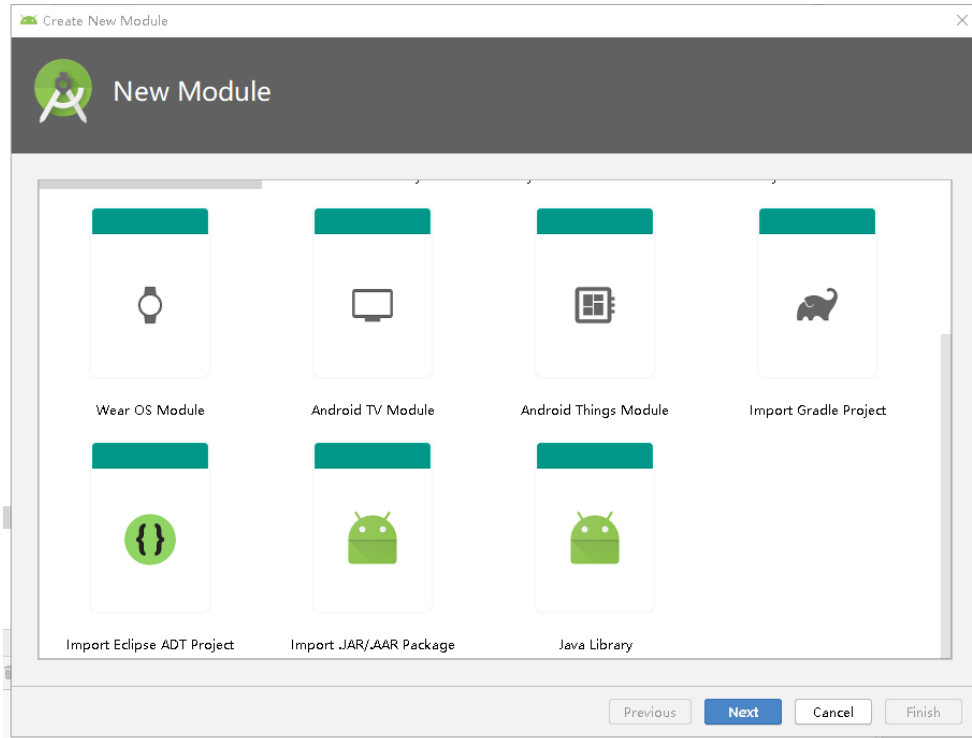 Create New Module
New Module
Wear OS Module
Android TV Module
Android Things Module
Import Gradle Project
Import Eclipse ADT Project
Import .JAR/.AAR Package
Java Library
Previous
Next
Cancel
Finish